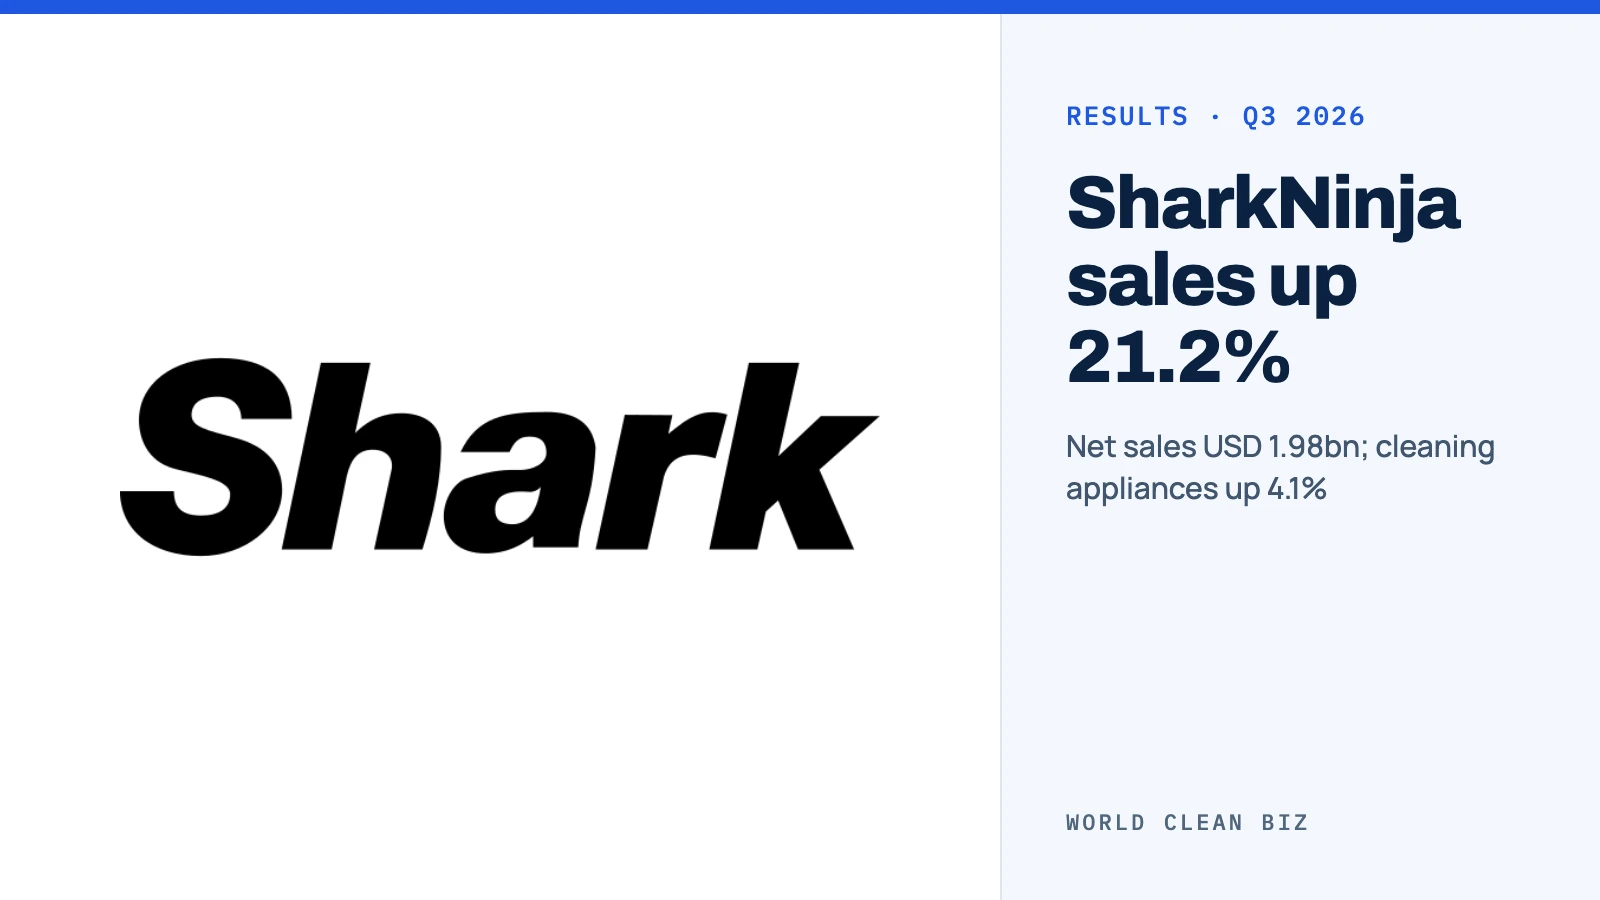 Shark
RESULTS · Q3 2026
SharkNinja
sales up
21.2%
Net sales USD 1.98bn; cleaning
appliances up 4.1%
WORLD CLEAN BIZ